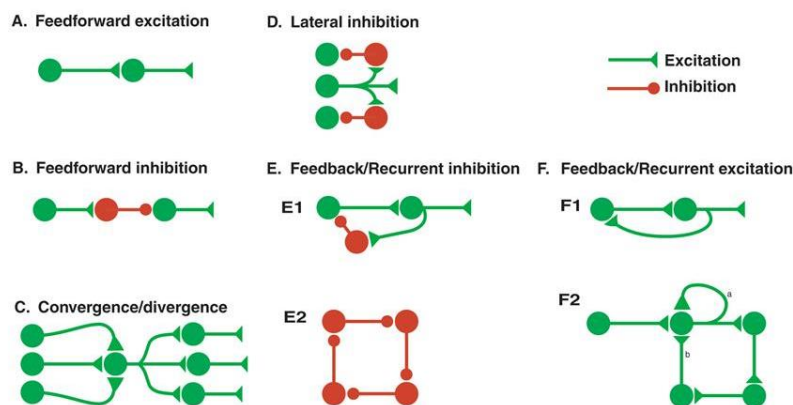 A. Feedforward excitation
D. Lateral inhibition
Excitation
Inhibition
B. Feedforward inhibition
E. Feedback/Recurrent inhibition
F. Feedback/Recurrent excitation
E1
F1
C. Convergence/divergence
E2
F2
a
b